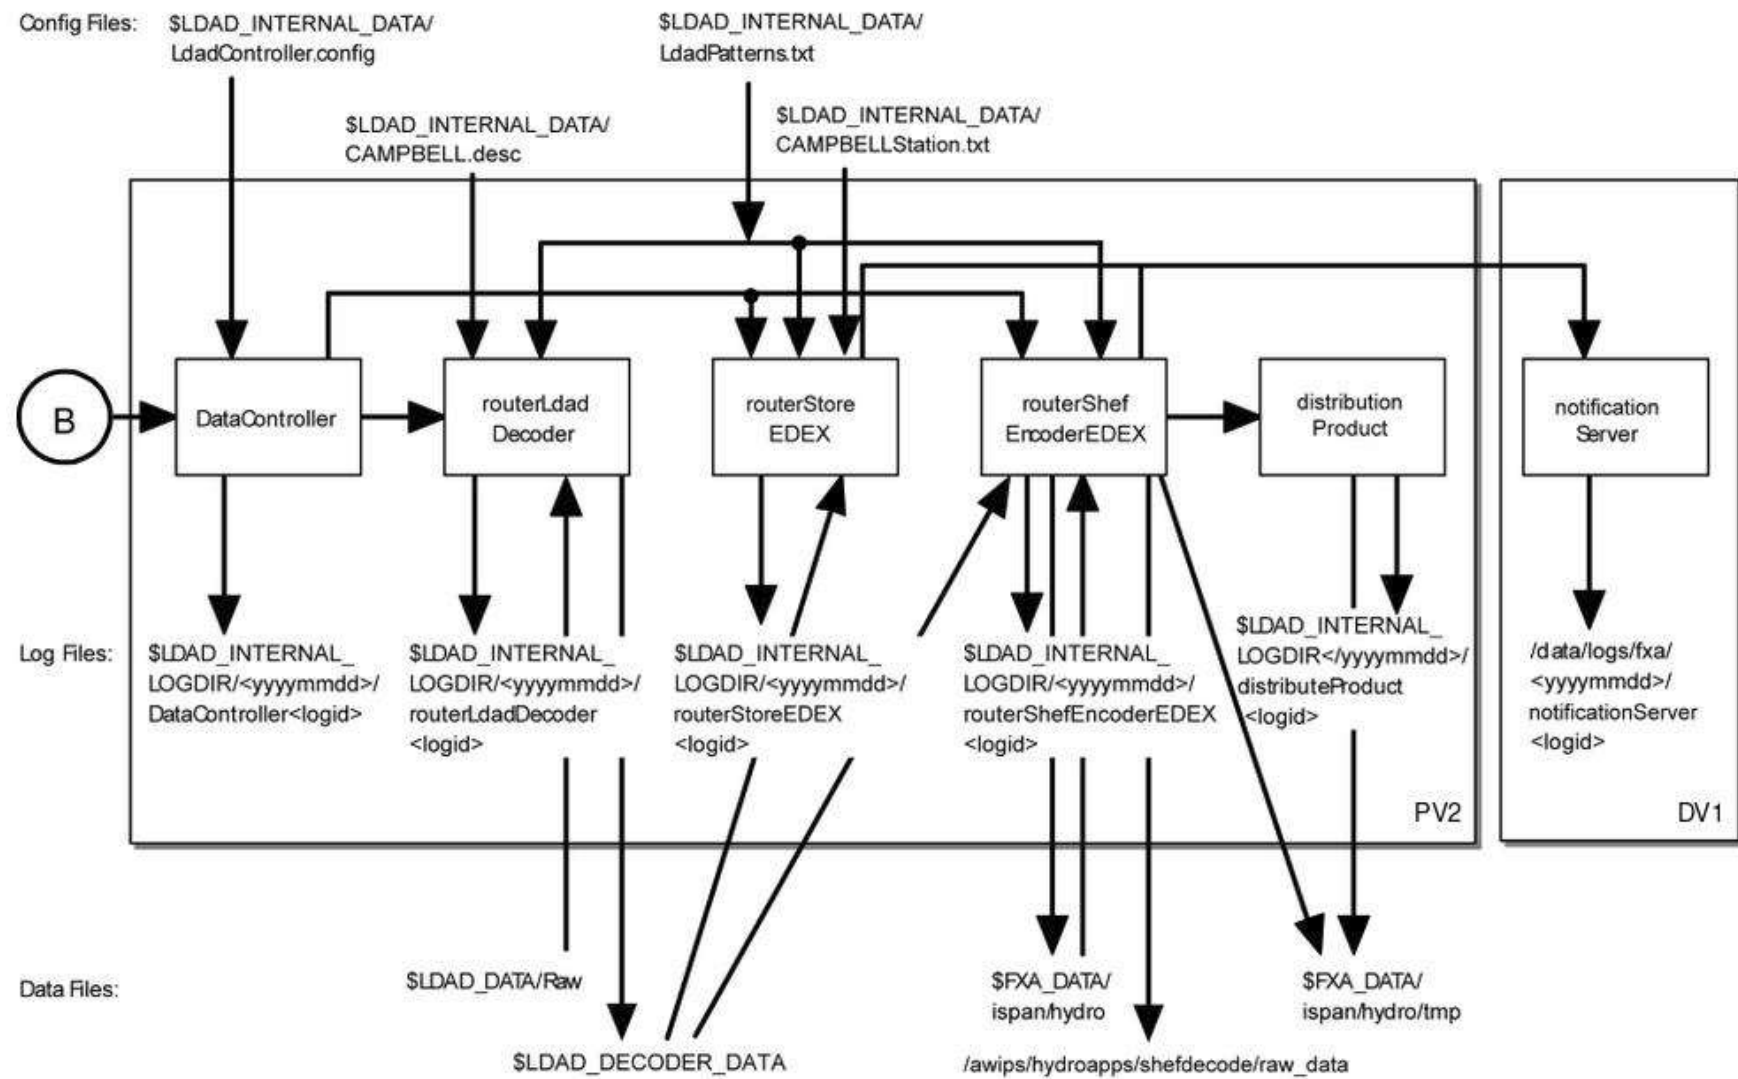 Config Files:
$LDAD_INTERNAL_DATA/
LdadController.config
$LDAD_INTERNAL_DATA/
LdadPatterns.txt
$LDAD_INTERNAL_DATA/
CAMPBELL.desc
$LDAD_INTERNAL_DATA/
CAMPBELLStation.txt
B
DataController
routerLdad
Decoder
routerStore
EDEX
routerShef
EncoderEDEX
distribution
Product
notification
Server
Log Files:
$LDAD_INTERNAL_
LOGDIR/<yyyymmdd>/
DataController<logid>
$LDAD_INTERNAL_
LOGDIR/<yyyymmdd>/
routerLdadDecoder
<logid>
$LDAD_INTERNAL_
LOGDIR/<yyyymmdd>/
routerStoreEDEX
<logid>
$LDAD_INTERNAL_
LOGDIR/<yyyymmdd>/
routerShefEncoderEDEX
<logid>
$LDAD_INTERNAL_
LOGDIR</yyyymmdd>/
distributeProduct
<logid>
/data/logs/fxa/
<yyyymmdd>/
notificationServer
<logid>
PV2
DV1
Data Files:
$LDAD_DATA/Raw
$LDAD_DECODER_DATA
$FXA_DATA/
ispan/hydro
$FXA_DATA/
ispan/hydro/tmp
/awips/hydroapps/shefdecode/raw_data